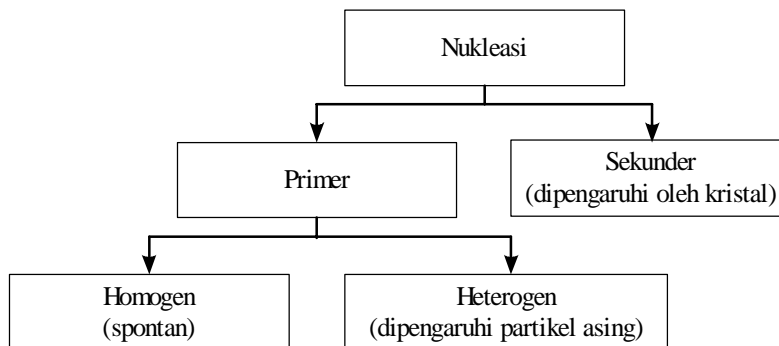 Nukleasi
Primer
Sekunder
(dipengaruhi oleh kristal)
Homogen
(spontan)
Heterogen
(dipengaruhi partikel asing)